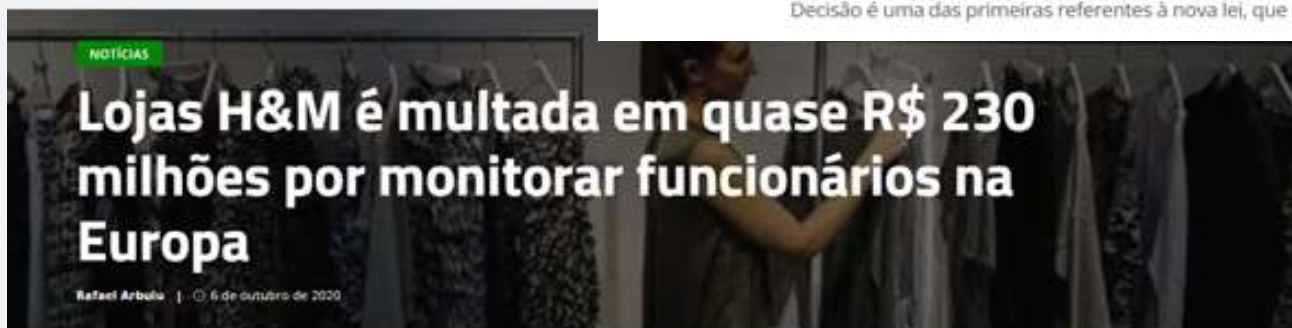 Decisão é uma das primeiras referentes à nova lei, que
NOTÍCIAS
Lojas H&M é multada em quase R$ 230
milhões por monitorar funcionários na
Europa
Rafael Arbulu | 6 de outubro de 2020